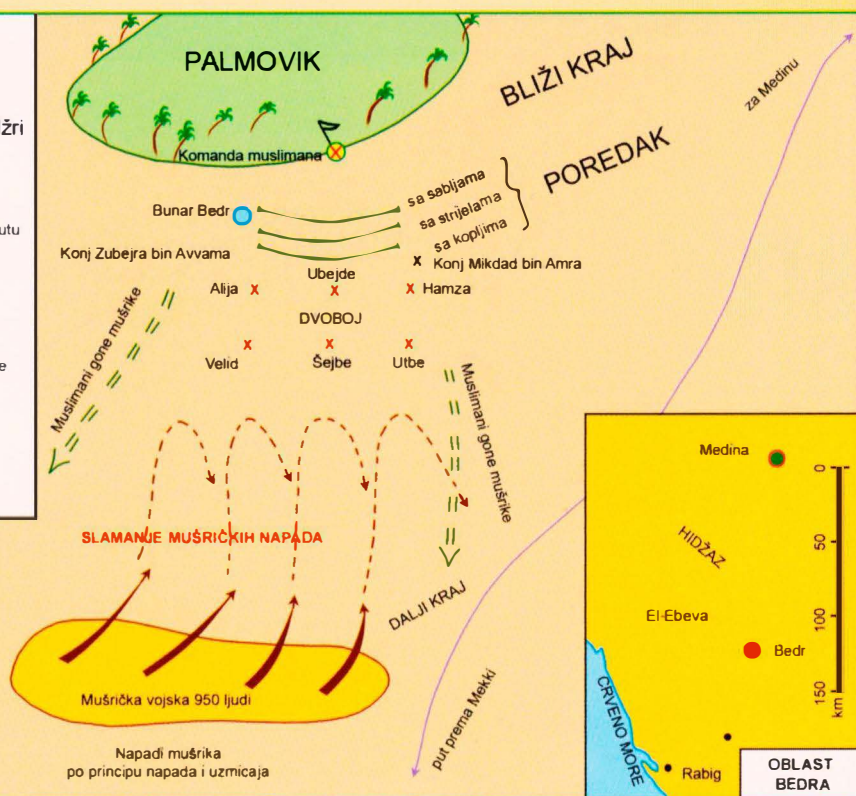 žri
utu
e
PALMOVIK
BLIŽI KRAJ
za Medinu
Komanda muslimana
POREDAK
sa sabljama
sa strijelama
sa kopljima
Bunar Bedr
Konj Zubejra bin Avvama
Konj Mikdad bin Amra
Ubejde
Alija
Hamza
DVOBOJ
Velid
Šejbe
Utbe
Muslimani gone mušrike
Muslimani gone mušrike
SLAMANJE MUŠRIČKIH NAPADA
DALJI KRAJ
Mušrička vojska 950 ljudi
put prema Mekki
Napadi mušrika
po principu napada i uzmicaja
Medina
0
HIDŽAZ
50
El-Ebeva
100
Bedr
150
km
CRVENO MORE
Rabig
OBLAST
BEDRA